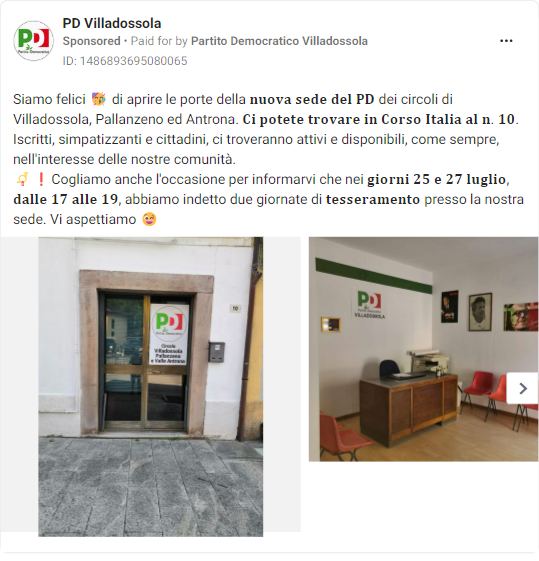 PD Villadossola
Sponsored • Paid for by Partito Democratico Villadossola
ID: 1486893695080065
Siamo felici 🥳 di aprire le porte della nuova sede del PD dei circoli di
Villadossola, Pallanzeno ed Antrona. Ci potete trovare in Corso Italia al n. 10.
Iscritti, simpatizzanti e cittadini, ci troveranno attivi e disponibili, come sempre,
nell'interesse delle nostre comunità.
❗ Cogliamo anche l'occasione per informarvi che nei giorni 25 e 27 luglio,
dalle 17 alle 19, abbiamo indetto due giornate di tesseramento presso la nostra
sede. Vi aspettiamo 😜
PD
Partito Democratico
Circolo
Villadossola
Pallanzeno
e Valle Antrona
10
PD
Partito Democratico
VILLADOSSOLA